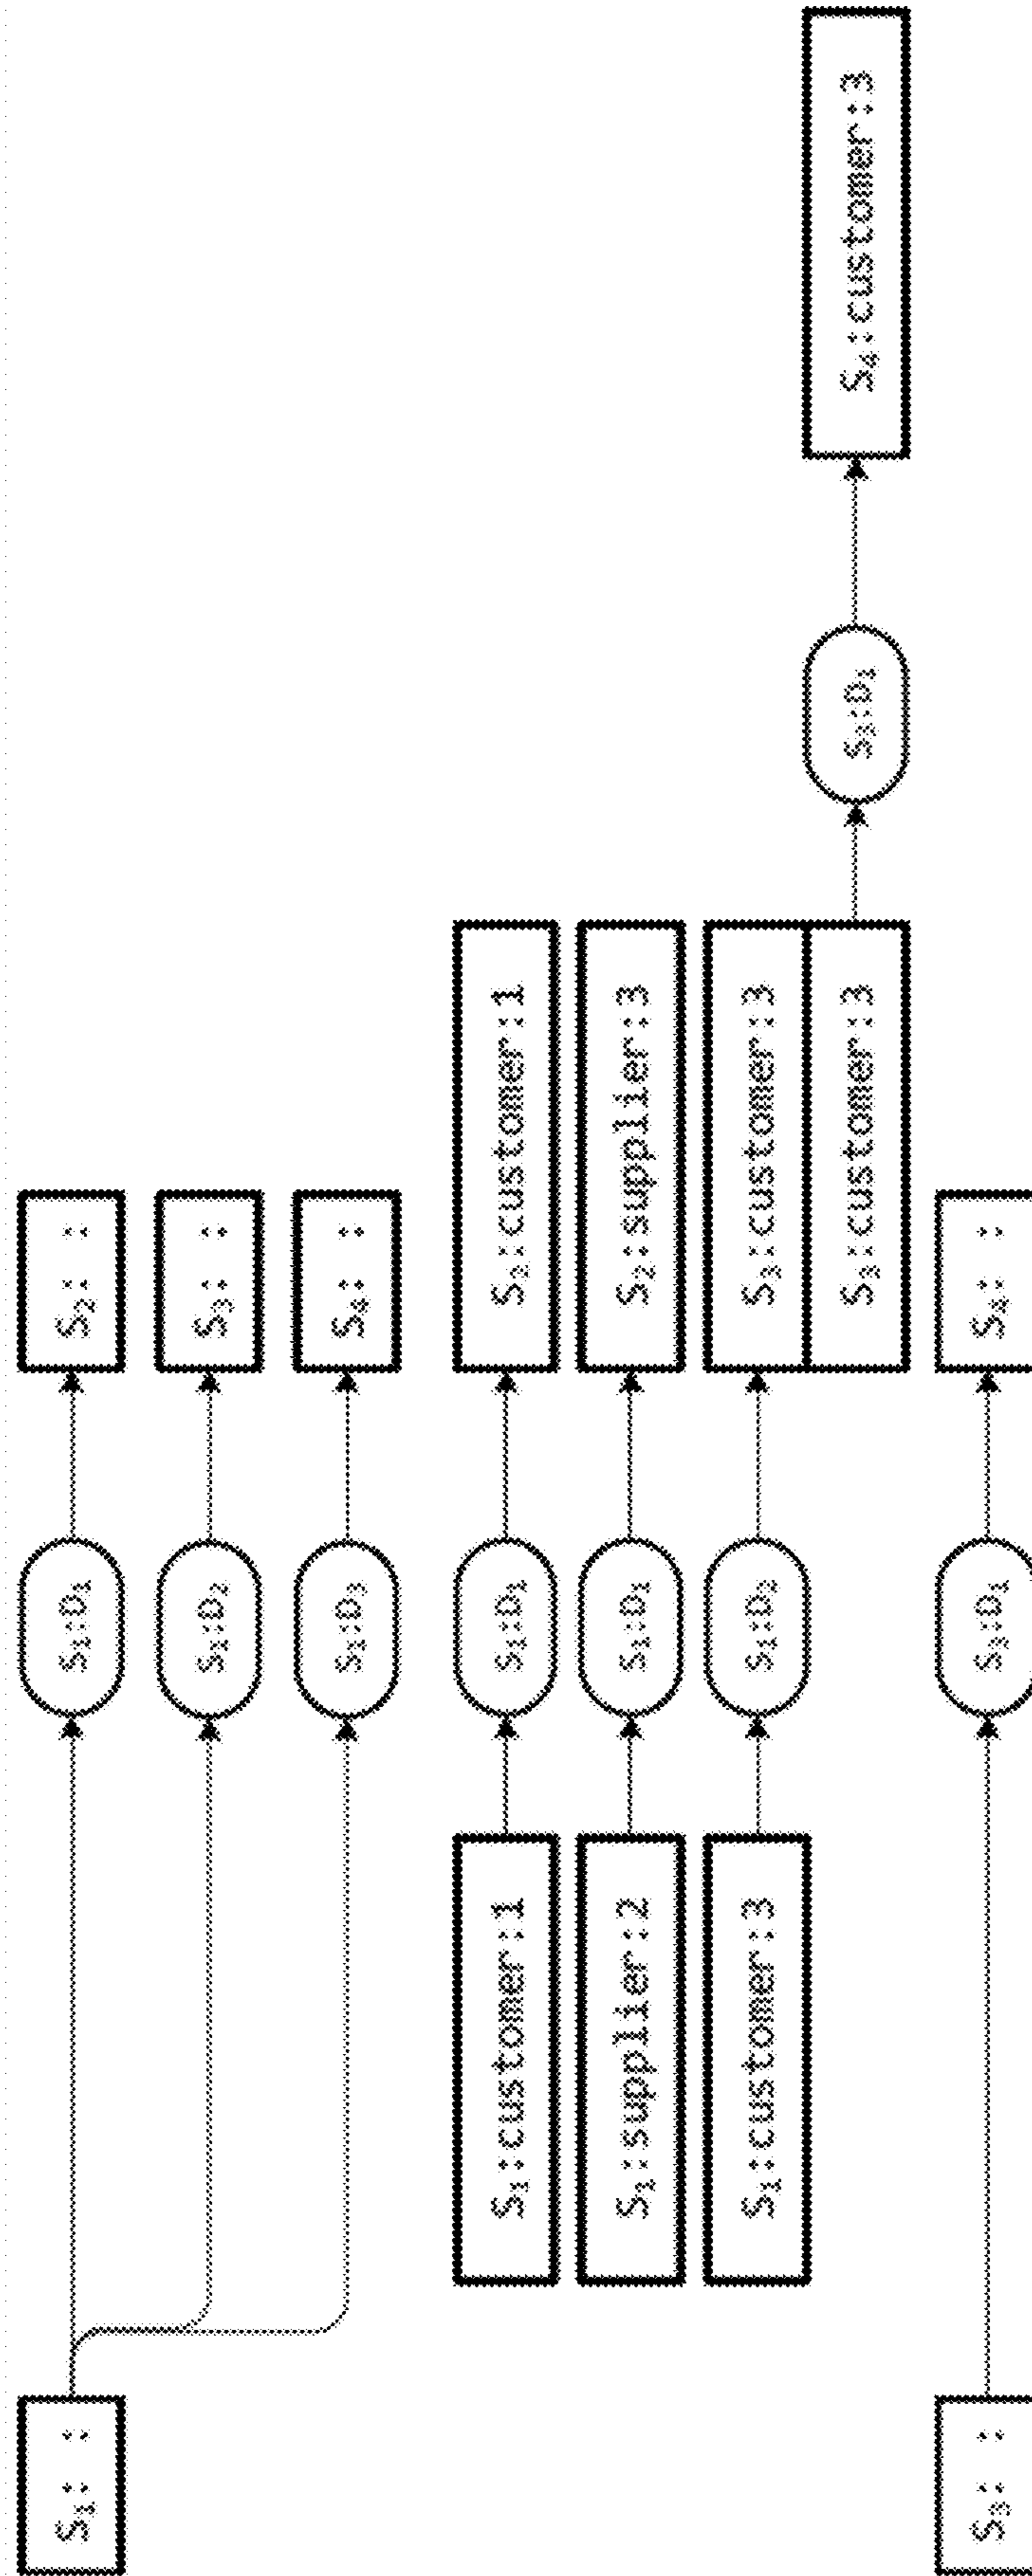 S₁: :
S₁:D₁
S₂: :
S₁:D₂
S₃: :
S₁:D₃
S₄: :
S₁:customer:1
S₁:D₁
S₂:customer:1
S₁:supplier:2
S₁:D₁
S₂:supplier:3
S₁:customer:3
S₁:D₂
S₃:customer:3
S₃:customer:3
S₃:D₁
S₄:customer:3
S₃: :
S₃:D₁
S₄: :